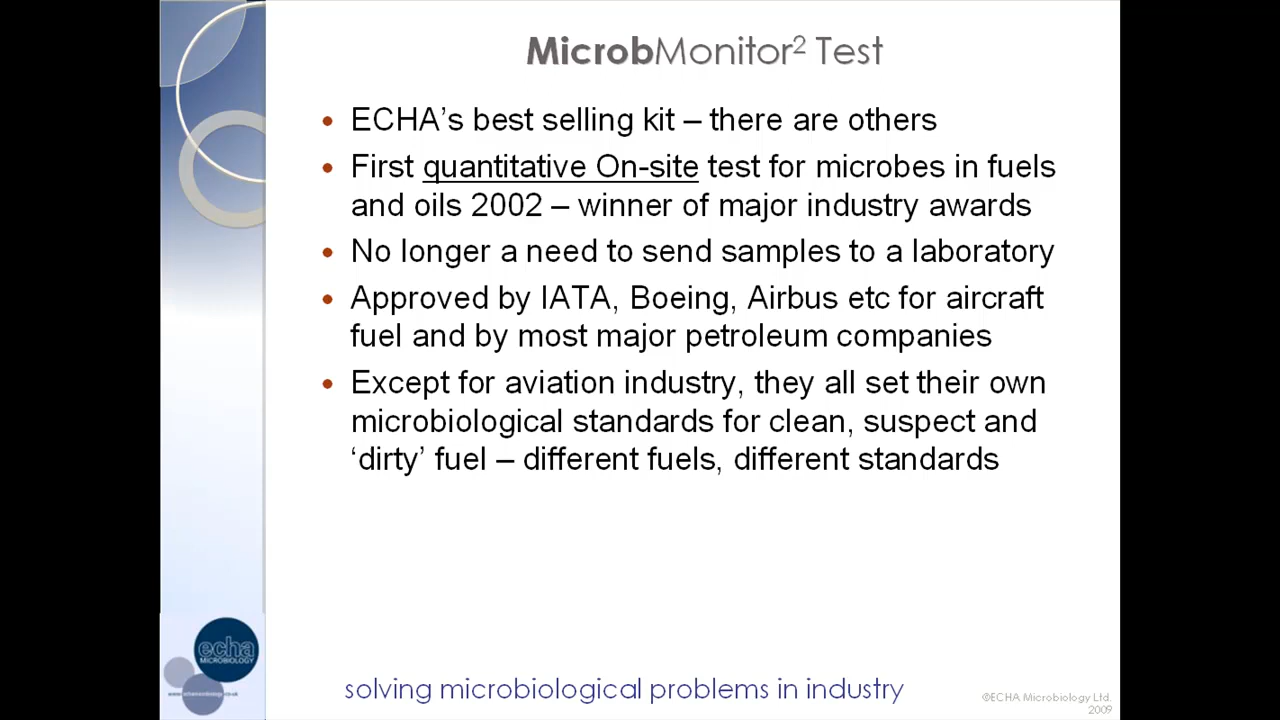 MicrobMonitor² Test
• ECHA's best selling kit – there are others
• First quantitative On-site test for microbes in fuels
and oils 2002 – winner of major industry awards
• No longer a need to send samples to a laboratory
• Approved by IATA, Boeing, Airbus etc for aircraft
fuel and by most major petroleum companies
• Except for aviation industry, they all set their own
microbiological standards for clean, suspect and
‘dirty’ fuel – different fuels, different standards
echa
MICROBIOLOGY
www.echamicrobiology.co.uk
solving microbiological problems in industry
©ECHA Microbiology Ltd.
2009